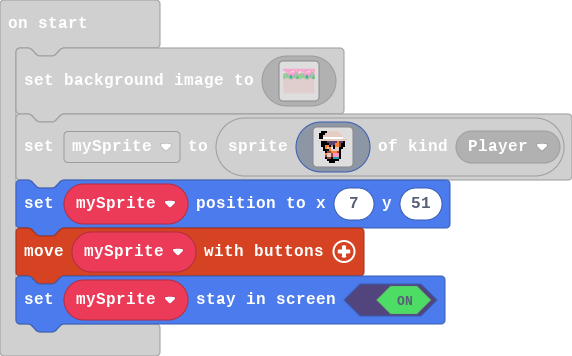 on start
set background image to
set mySprite to sprite of kind Player
set mySprite position to x 7 y 51
move mySprite with buttons
set mySprite stay in screen ON